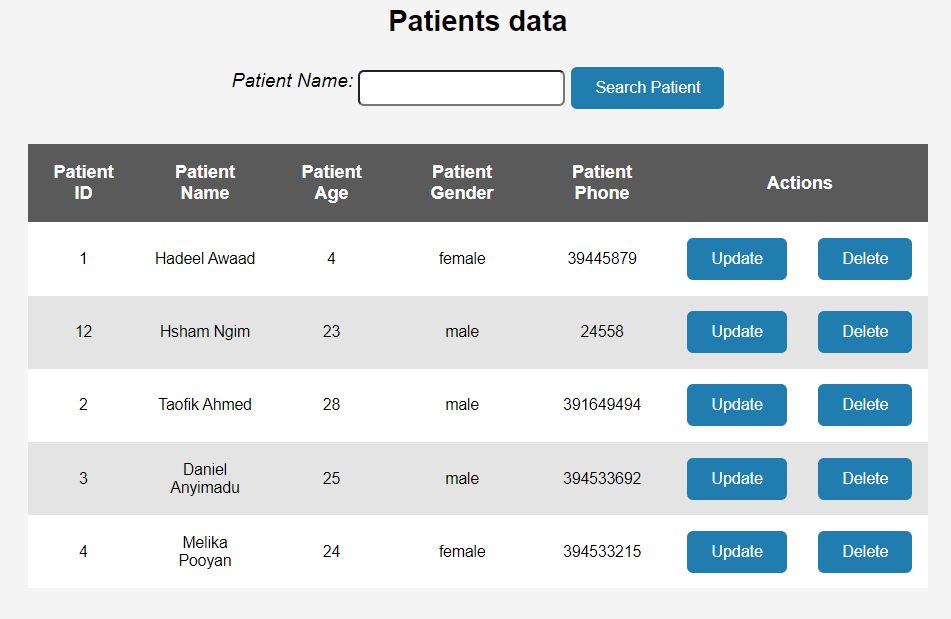 Patients data
Patient Name:
Search Patient
Patient ID Patient Name Patient Age Patient Gender Patient Phone Actions
1 Hadeel Awaad 4 female 39445879 Update Delete
12 Hsham Ngim 23 male 24558 Update Delete
2 Taofik Ahmed 28 male 391649494 Update Delete
3 Daniel Anyimadu 25 male 394533692 Update Delete
4 Melika Pooyan 24 female 394533215 Update Delete